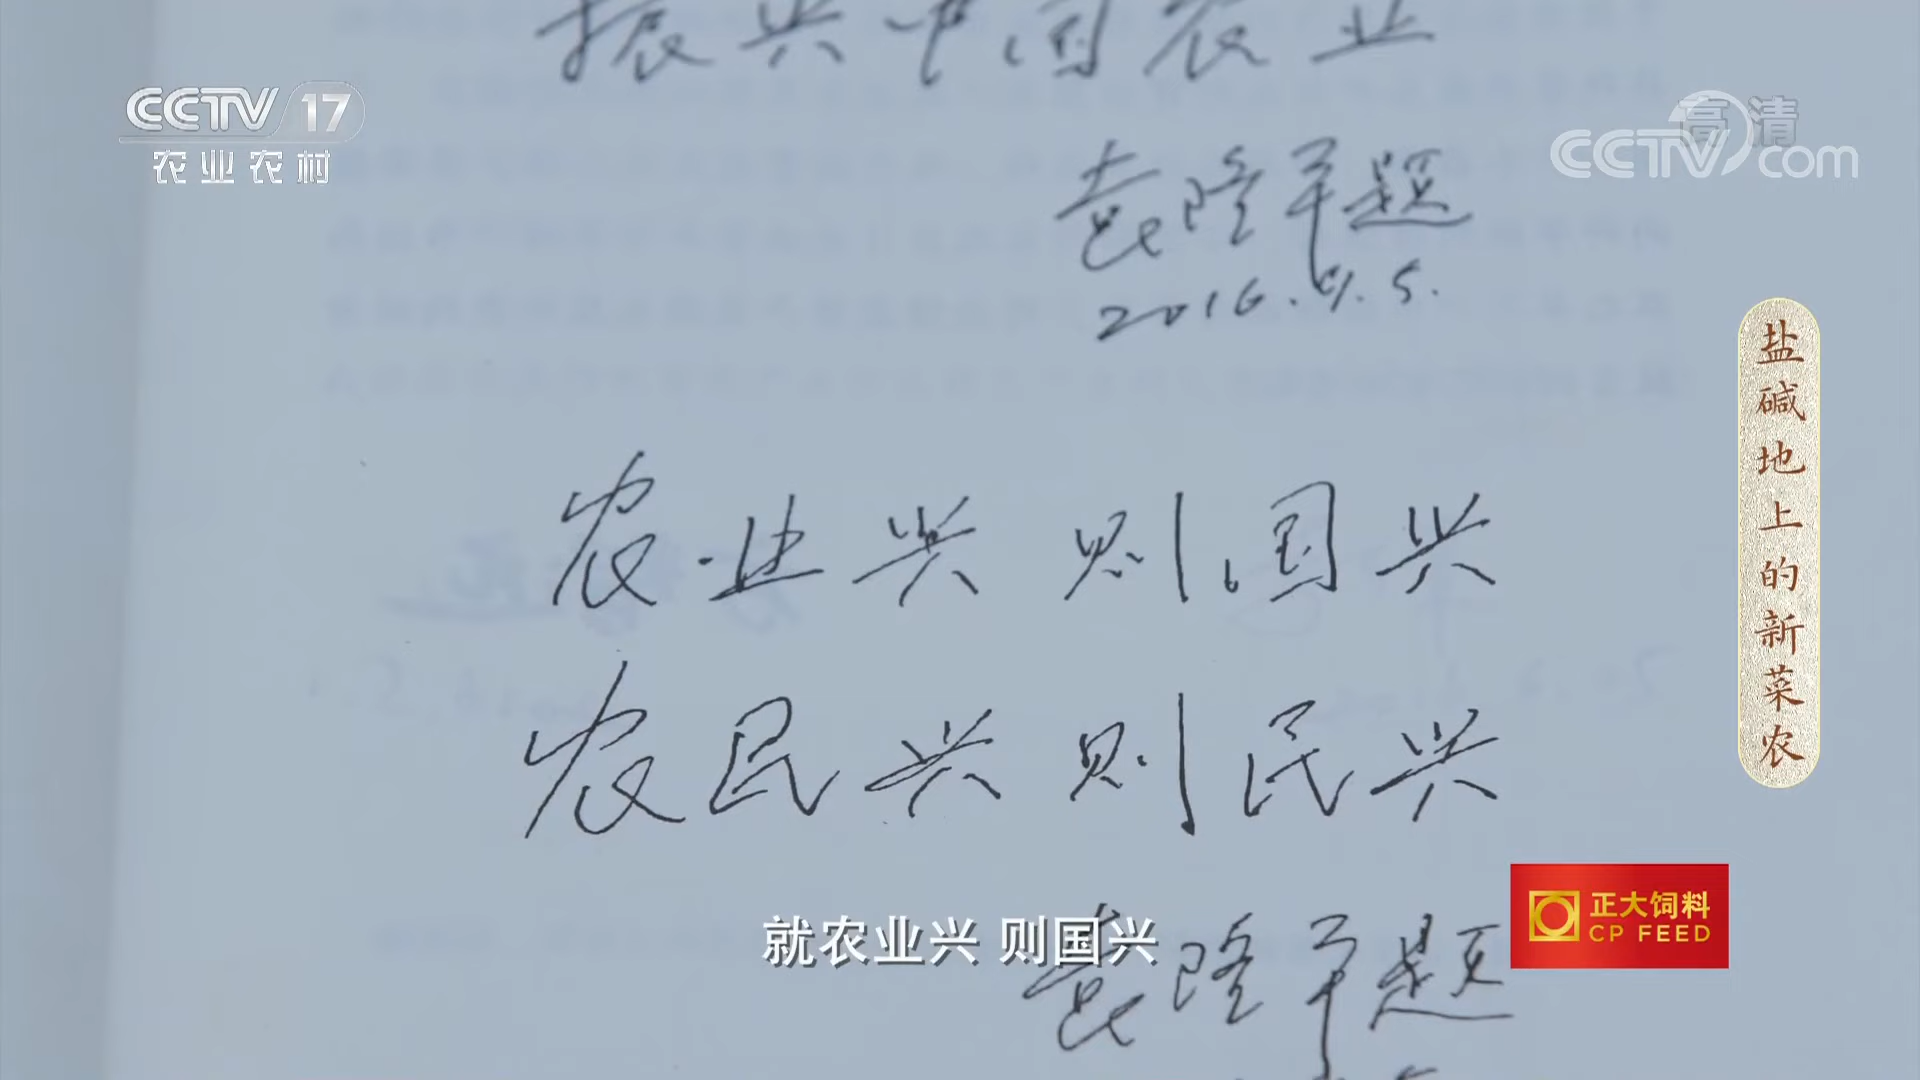 振兴中国农业
CCTV 17
农业农村
高清
CCTV.com
袁隆平题
2016.11.5.
盐碱地上的新菜农
农业兴 则国兴
农民兴 则民兴
正大饲料
CP FEED
就农业兴 则国兴
袁隆平题